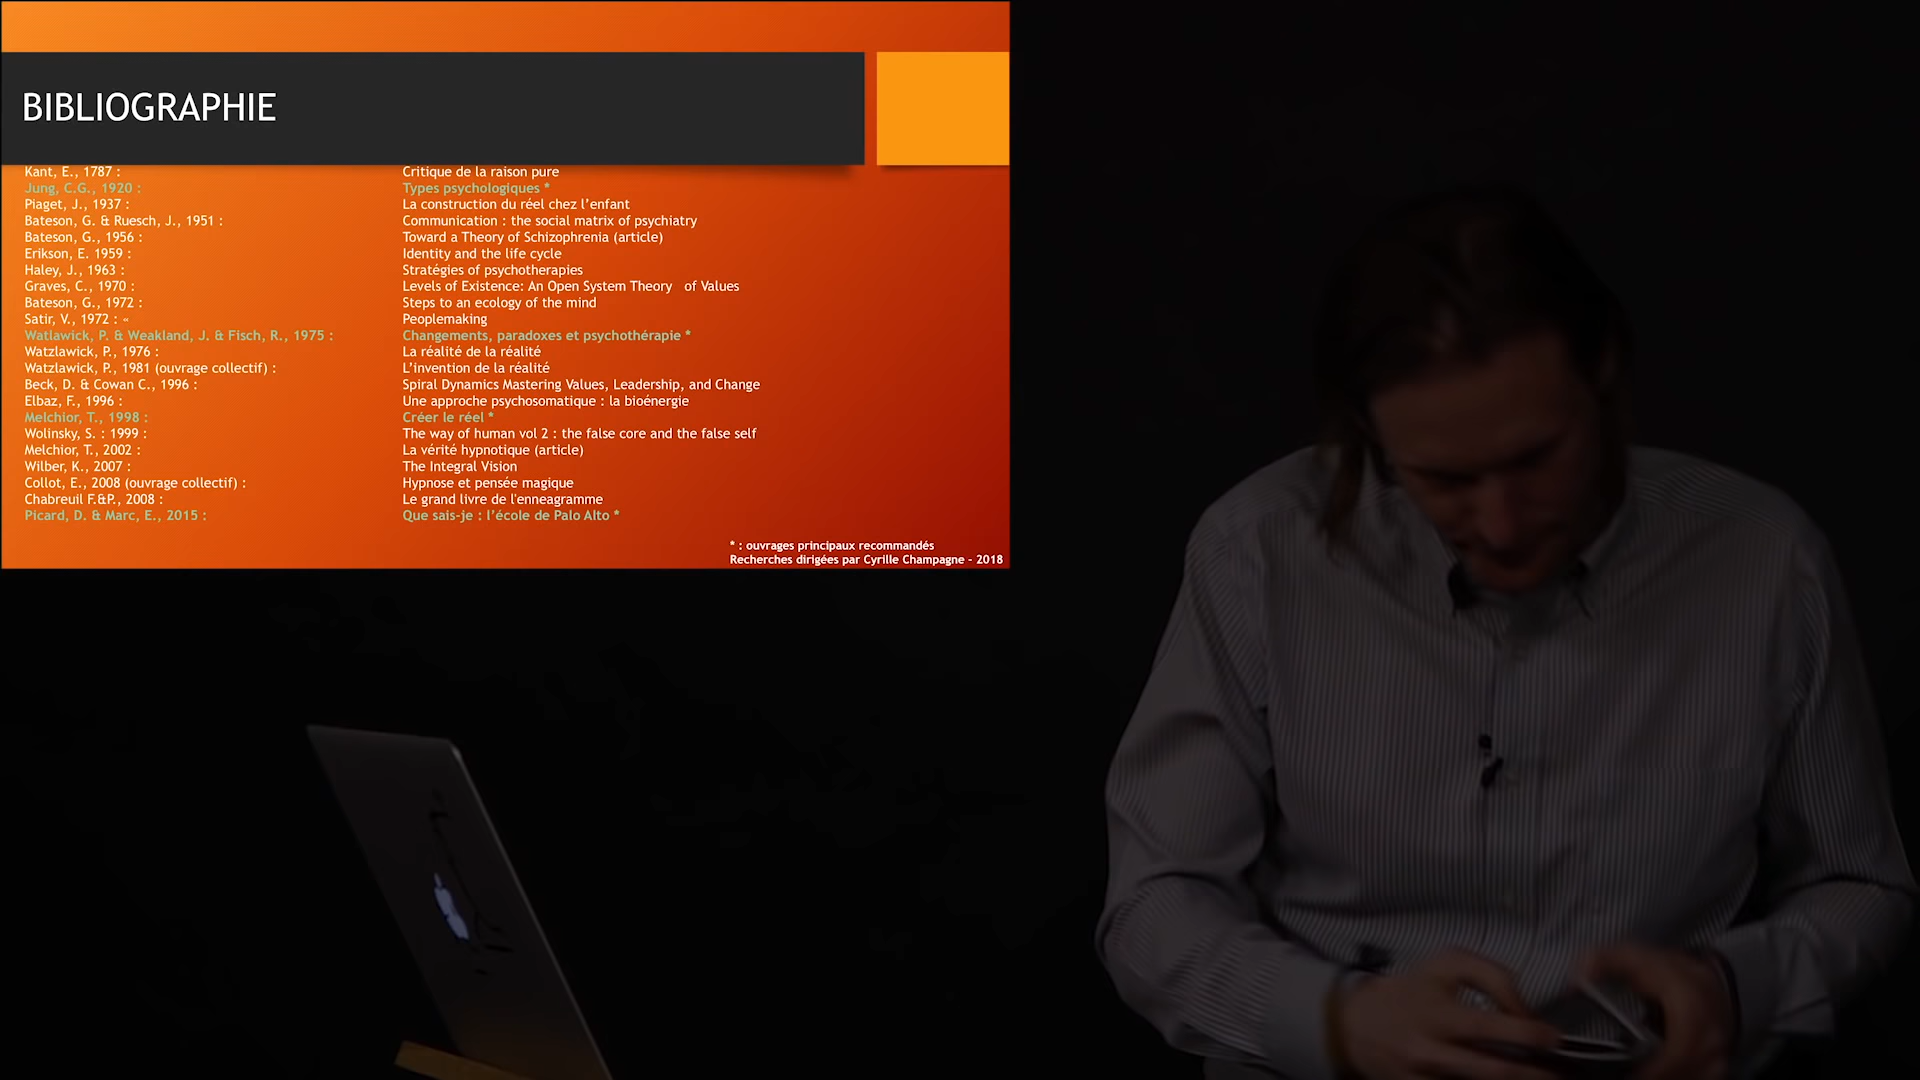 BIBLIOGRAPHIE
Kant, E., 1787 : Critique de la raison pure
Jung, C.G., 1920 : Types psychologiques *
Piaget, J., 1937 : La construction du réel chez l’enfant
Bateson, G. & Ruesch, J., 1951 : Communication : the social matrix of psychiatry
Bateson, G., 1956 : Toward a Theory of Schizophrenia (article)
Erikson, E. 1959 : Identity and the life cycle
Haley, J., 1963 : Stratégies of psychotherapies
Graves, C., 1970 : Levels of Existence: An Open System Theory of Values
Bateson, G., 1972 : Steps to an ecology of the mind
Satir, V., 1972 : « Peoplemaking
Watlawick, P. & Weakland, J. & Fisch, R., 1975 : Changements, paradoxes et psychothérapie *
Watzlawick, P., 1976 : La réalité de la réalité
Watzlawick, P., 1981 (ouvrage collectif) : L’invention de la réalité
Beck, D. & Cowan C., 1996 : Spiral Dynamics Mastering Values, Leadership, and Change
Elbaz, F., 1996 : Une approche psychosomatique : la bioénergie
Melchior, T., 1998 : Créer le réel *
Wolinsky, S. : 1999 : The way of human vol 2 : the false core and the false self
Melchior, T., 2002 : La vérité hypnotique (article)
Wilber, K., 2007 : The Integral Vision
Collot, E., 2008 (ouvrage collectif) : Hypnose et pensée magique
Chabreuil F.&P., 2008 : Le grand livre de l'enneagramme
Picard, D. & Marc, E., 2015 : Que sais-je : l’école de Palo Alto *
* : ouvrages principaux recommandés
Recherches dirigées par Cyrille Champagne - 2018